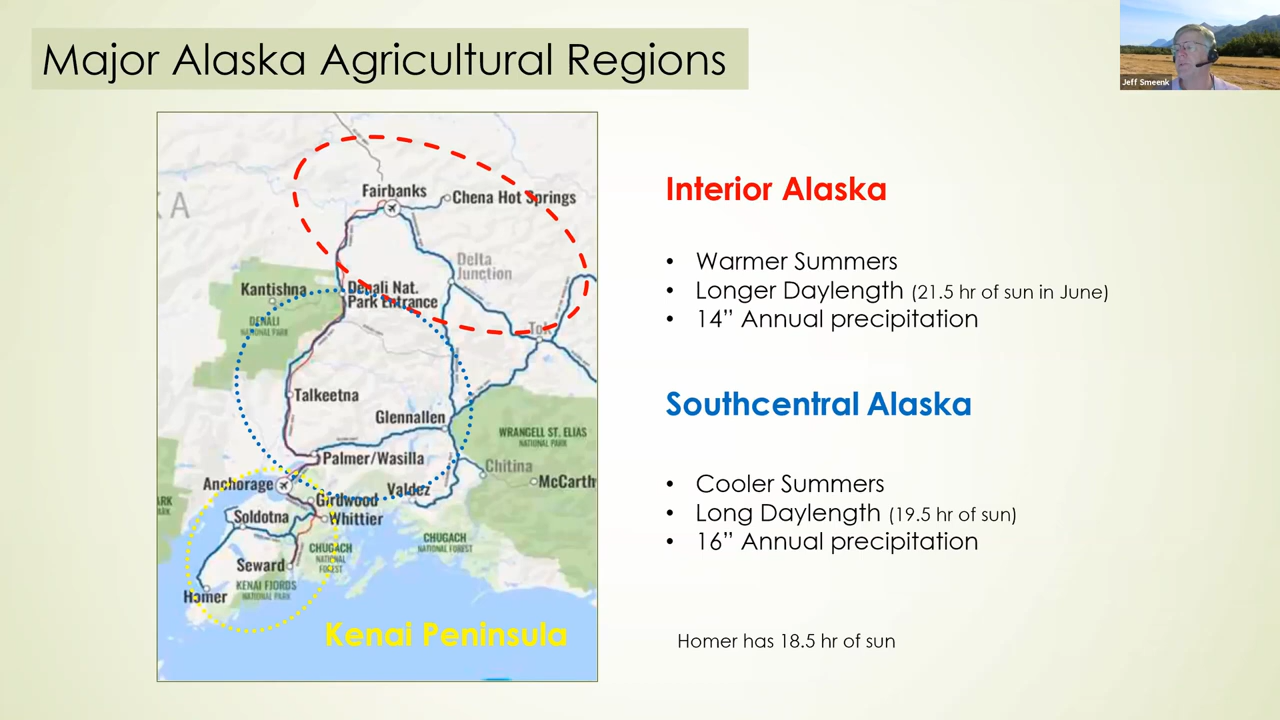 Major Alaska Agricultural Regions
Jeff Smeenk
K A
Fairbanks
Chena Hot Springs
Delta
Junction
Kantishna
Denali Nat.
Park Entrance
DENALI
NATIONAL PARK
Tok
Talkeetna
Glennallen
WRANGELL ST. ELIAS
NATIONAL PARK
Palmer/Wasilla
Chitina
McCarth
Anchorage
Valdez
Girdwood
ARK
Soldotna
Whittier
CHUGACH
NATIONAL
FOREST
CHUGACH
NATIONAL FOREST
Seward
KENAI FJORDS
NATIONAL PARK
Homer
Kenai Peninsula
Interior Alaska
• Warmer Summers
• Longer Daylength (21.5 hr of sun in June)
• 14” Annual precipitation
Southcentral Alaska
• Cooler Summers
• Long Daylength (19.5 hr of sun)
• 16” Annual precipitation
Homer has 18.5 hr of sun